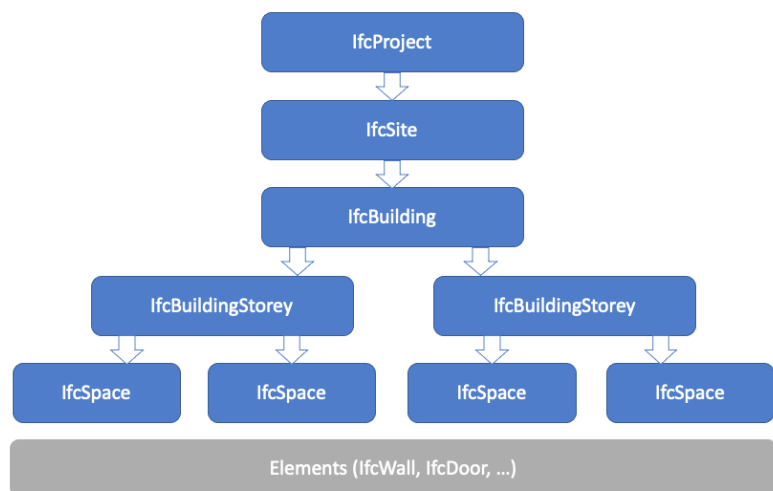 IfcProject
IfcSite
IfcBuilding
IfcBuildingStorey
IfcBuildingStorey
IfcSpace
IfcSpace
IfcSpace
IfcSpace
Elements (IfcWall, IfcDoor, ...)